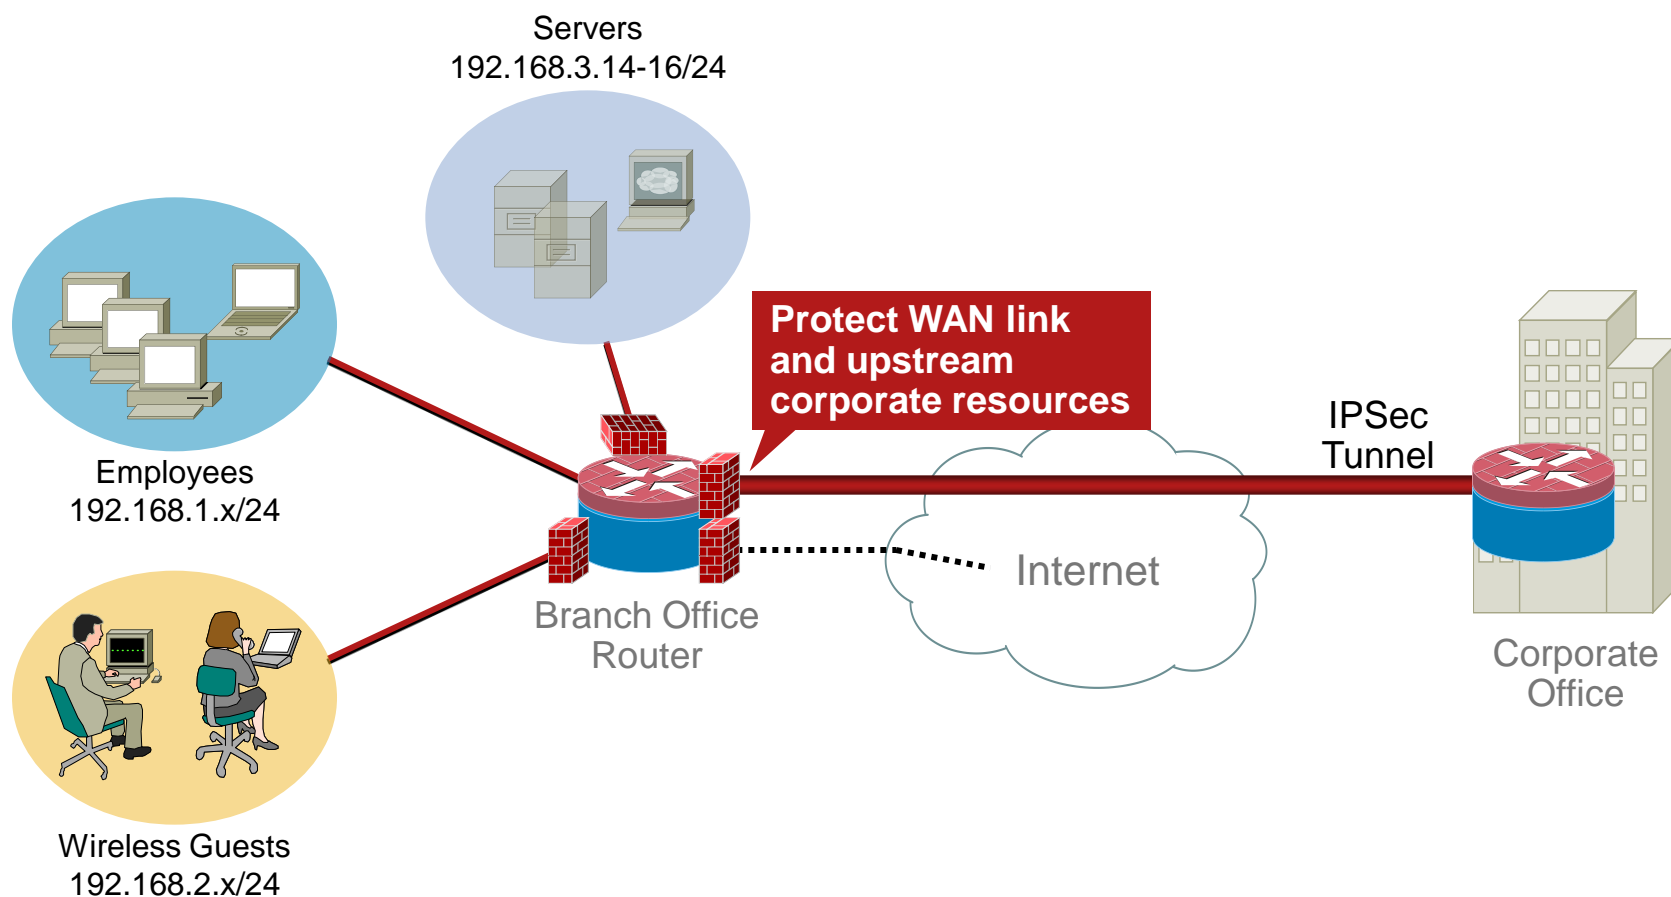 Servers
192.168.3.14-16/24
Protect WAN link
and upstream
corporate resources
IPSec
Tunnel
Employees
192.168.1.x/24
Internet
Branch Office
Router
Corporate
Office
Wireless Guests
192.168.2.x/24